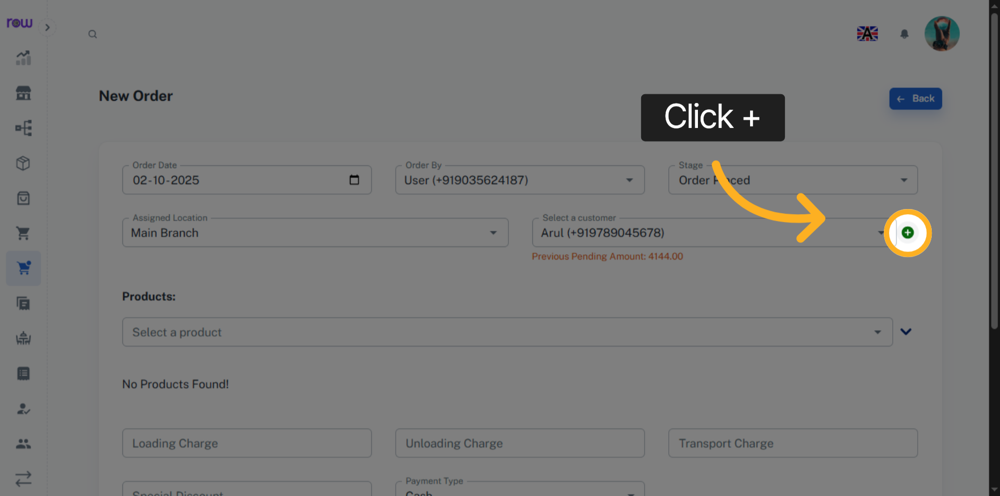 row
A
New Order
Back
Click +
Order Date
02-10-2025
Order By
User (+919035624187)
Stage
Order Placed
Assigned Location
Main Branch
Select a customer
Arul (+919789045678)
Previous Pending Amount: 4144.00
Products:
Select a product
No Products Found!
Loading Charge
Unloading Charge
Transport Charge
Special Discount
Payment Type
Cash